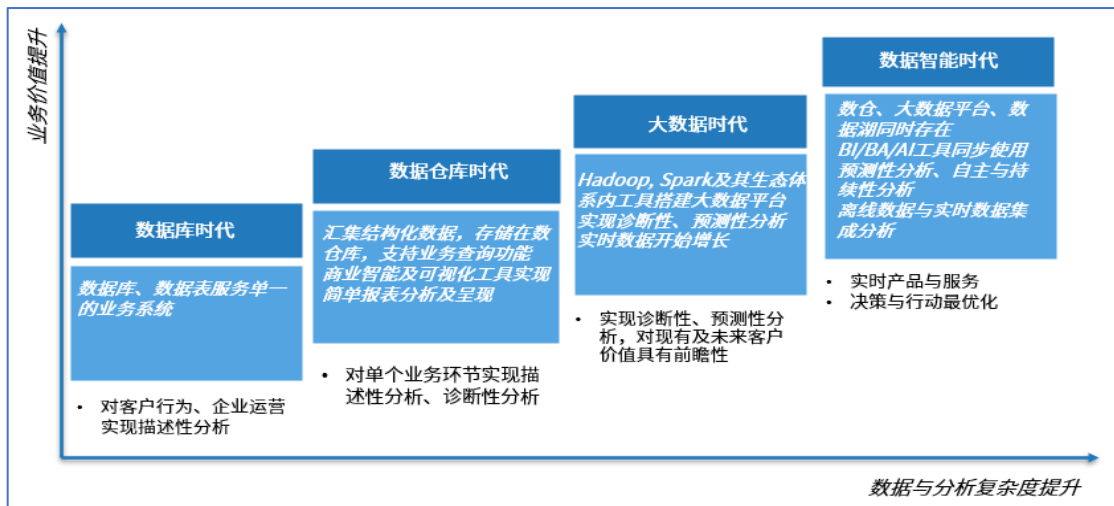 业务价值提升
数据库时代
数据库、数据表服务单一
的业务系统
• 对客户行为、企业运营
实现描述性分析
数据仓库时代
汇集结构化数据，存储在数
仓库，支持业务查询功能
商业智能及可视化工具实现
简单报表分析及呈现
• 对单个业务环节实现描
述性分析、诊断性分析
大数据时代
Hadoop, Spark及其生态体
系内工具搭建大数据平台
实现诊断性、预测性分析
实时数据开始增长
• 实现诊断性、预测性分
析，对现有及未来客户
价值具有前瞻性
数据智能时代
数仓、大数据平台、数
据湖同时存在
BI/BA/AI工具同步使用
预测性分析、自主与持
续性分析
离线数据与实时数据集
成分析
• 实时产品与服务
• 决策与行动最优化
数据与分析复杂度提升